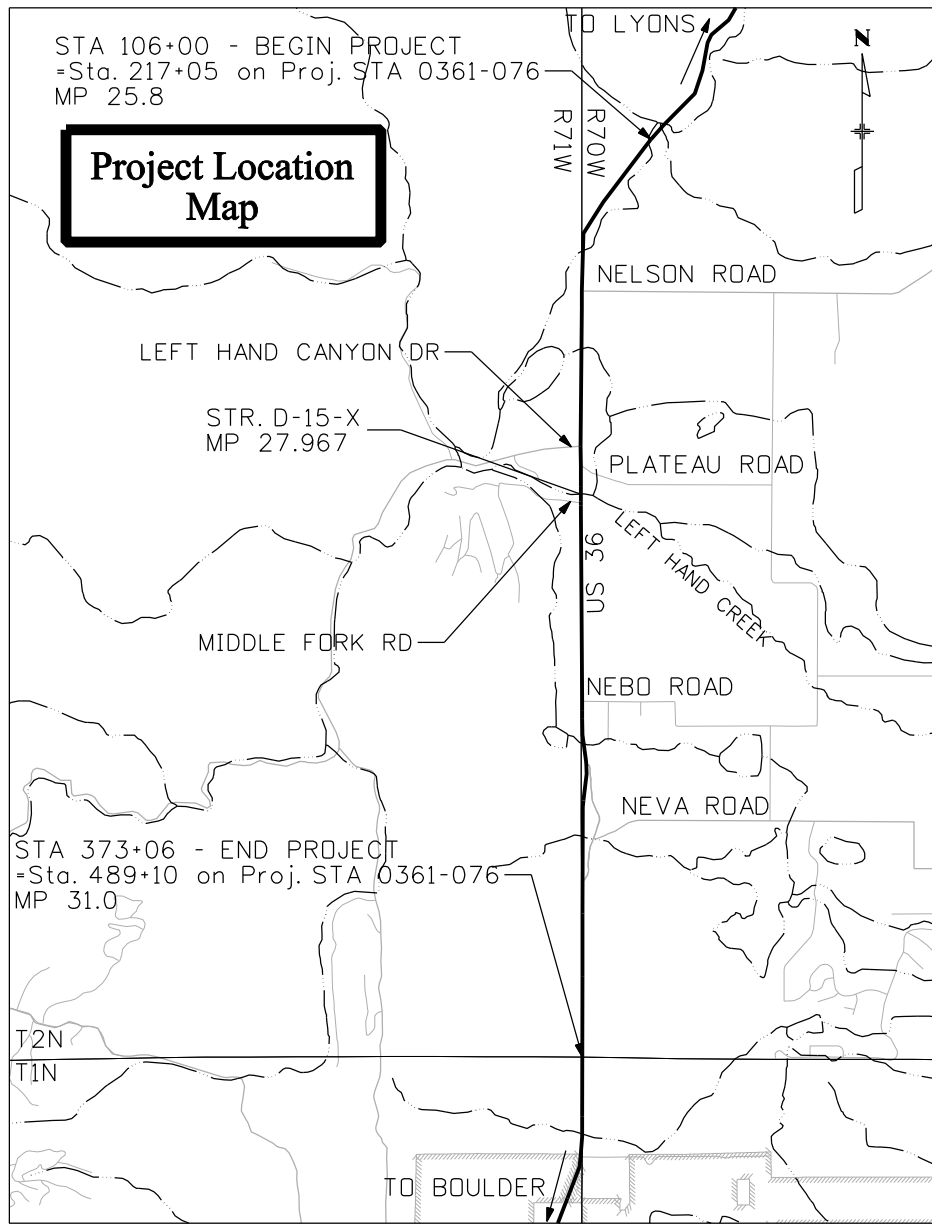 TO LYONS
STA 106+00 - BEGIN PROJECT
=Sta. 217+05 on Proj. STA 0361-076
MP 25.8
N
R71W
R70W
Project Location
Map
NELSON ROAD
LEFT HAND CANYON DR
STR. D-15-X
MP 27.967
PLATEAU ROAD
LEFT HAND CREEK
US 36
MIDDLE FORK RD
NEBO ROAD
NEVA ROAD
STA 373+06 - END PROJECT
=Sta. 489+10 on Proj. STA 0361-076
MP 31.0
T2N
T1N
TO BOULDER